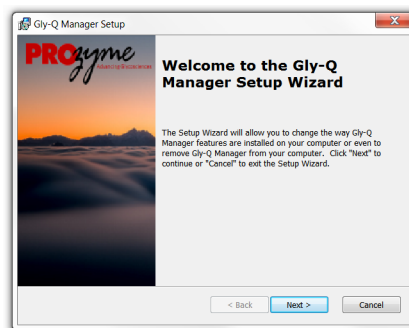 Gly-Q Manager Setup
PROzyme
Welcome to the Gly-Q
Manager Setup Wizard
The Setup Wizard will allow you to change the way Gly-Q
Manager features are installed on your computer or even to
remove Gly-Q Manager from your computer. Click "Next" to
continue or "Cancel" to exit the Setup Wizard.
< Back
Next >
Cancel